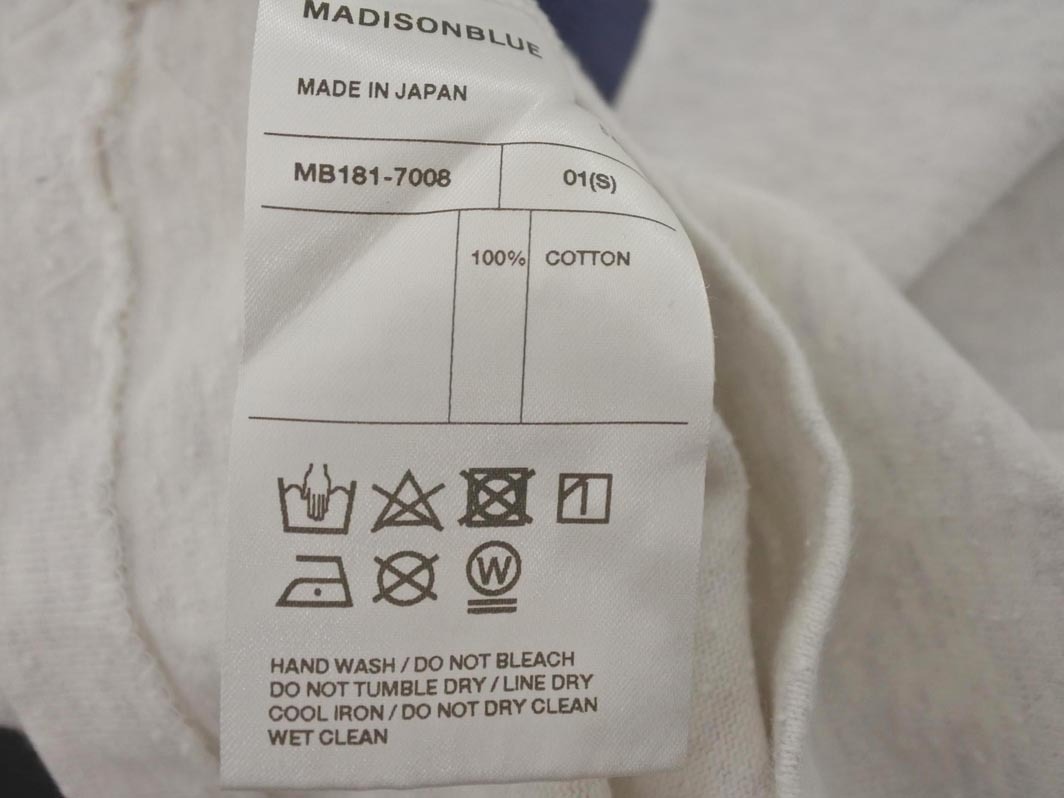 MADISONBLUE
MADE IN JAPAN
MB181-7008 01(S)
100% COTTON
W
HAND WASH / DO NOT BLEACH
DO NOT TUMBLE DRY / LINE DRY
COOL IRON / DO NOT DRY CLEAN
WET CLEAN